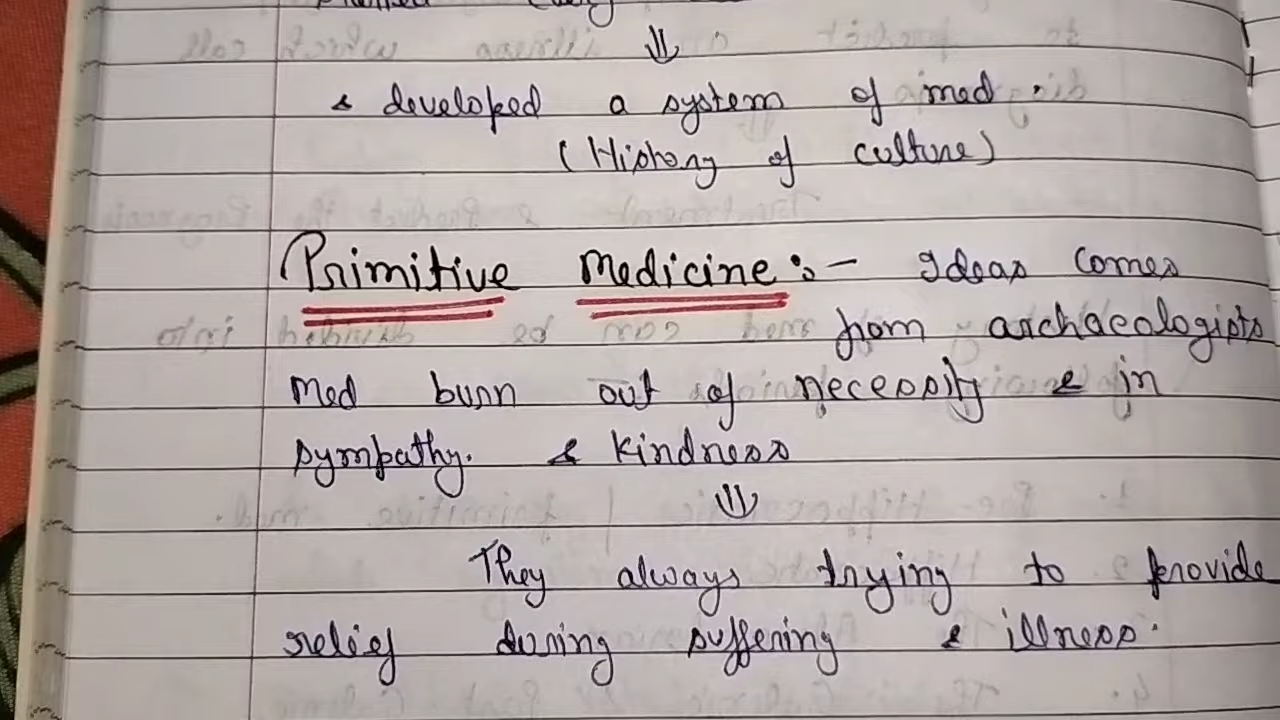 ⇓
& developed a system of med.
(History of culture)
Primitive Medicine :- Ideas comes
from archaeologists
Med burn out of necessity & in
sympathy. & kindness
⇓
They always trying to provide
relief during suffering & illness.